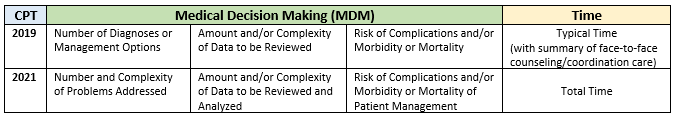 CPT
Medical Decision Making (MDM)
Time
2019
Number of Diagnoses or
Management Options
Amount and/or Complexity
of Data to be Reviewed
Risk of Complications and/or
Morbidity or Mortality
Typical Time
(with summary of face-to-face
counseling/coordination care)
2021
Number and Complexity
of Problems Addressed
Amount and/or Complexity
of Data to be Reviewed and
Analyzed
Risk of Complications and/or
Morbidity or Mortality of
Patient Management
Total Time